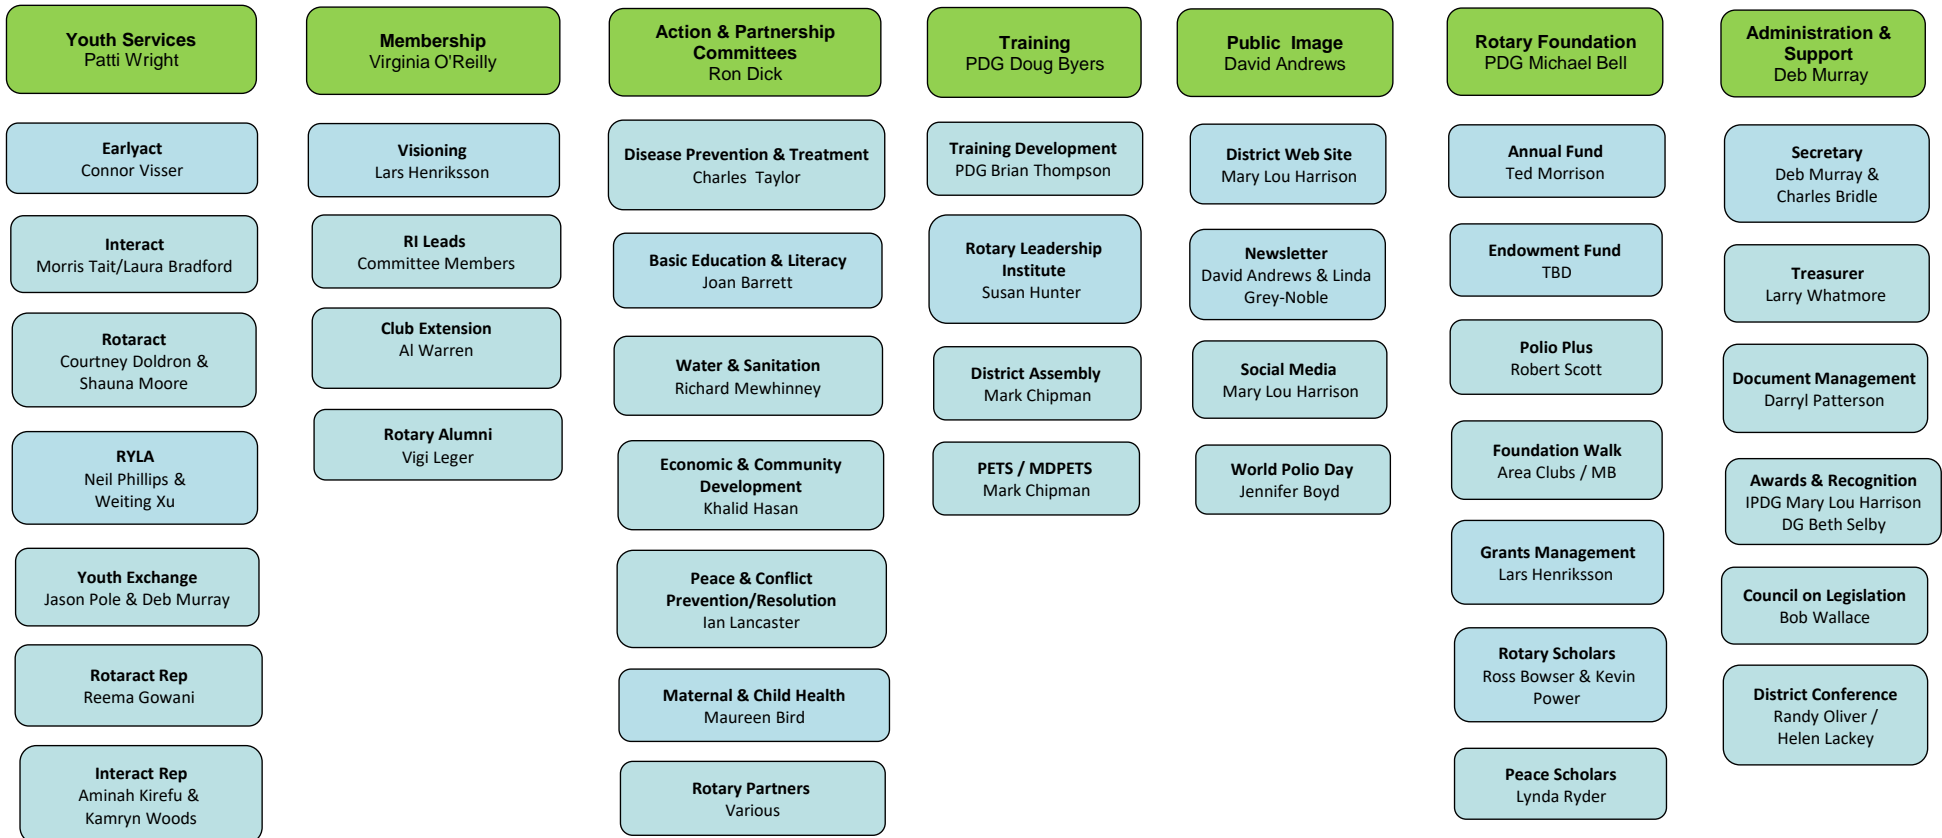 Youth Services
Patti Wright
Earlyact
Connor Visser
Interact
Morris Tait/Laura Bradford
Rotaract
Courtney Doldron &
Shauna Moore
RYLA
Neil Phillips &
Weiting Xu
Youth Exchange
Jason Pole & Deb Murray
Rotaract Rep
Reema Gowani
Interact Rep
Aminah Kirefu &
Kamryn Woods
Membership
Virginia O'Reilly
Visioning
Lars Henriksson
RI Leads
Committee Members
Club Extension
Al Warren
Rotary Alumni
Vigi Leger
Action & Partnership
Committees
Ron Dick
Disease Prevention & Treatment
Charles Taylor
Basic Education & Literacy
Joan Barrett
Water & Sanitation
Richard Mewhinney
Economic & Community
Development
Khalid Hasan
Peace & Conflict
Prevention/Resolution
Ian Lancaster
Maternal & Child Health
Maureen Bird
Rotary Partners
Various
Training
PDG Doug Byers
Training Development
PDG Brian Thompson
Rotary Leadership
Institute
Susan Hunter
District Assembly
Mark Chipman
PETS / MDPETS
Mark Chipman
Public Image
David Andrews
District Web Site
Mary Lou Harrison
Newsletter
David Andrews & Linda
Grey-Noble
Social Media
Mary Lou Harrison
World Polio Day
Jennifer Boyd
Rotary Foundation
PDG Michael Bell
Annual Fund
Ted Morrison
Endowment Fund
TBD
Polio Plus
Robert Scott
Foundation Walk
Area Clubs / MB
Grants Management
Lars Henriksson
Rotary Scholars
Ross Bowser & Kevin
Power
Peace Scholars
Lynda Ryder
Administration &
Support
Deb Murray
Secretary
Deb Murray &
Charles Bridle
Treasurer
Larry Whatmore
Document Management
Darryl Patterson
Awards & Recognition
IPDG Mary Lou Harrison
DG Beth Selby
Council on Legislation
Bob Wallace
District Conference
Randy Oliver /
Helen Lackey